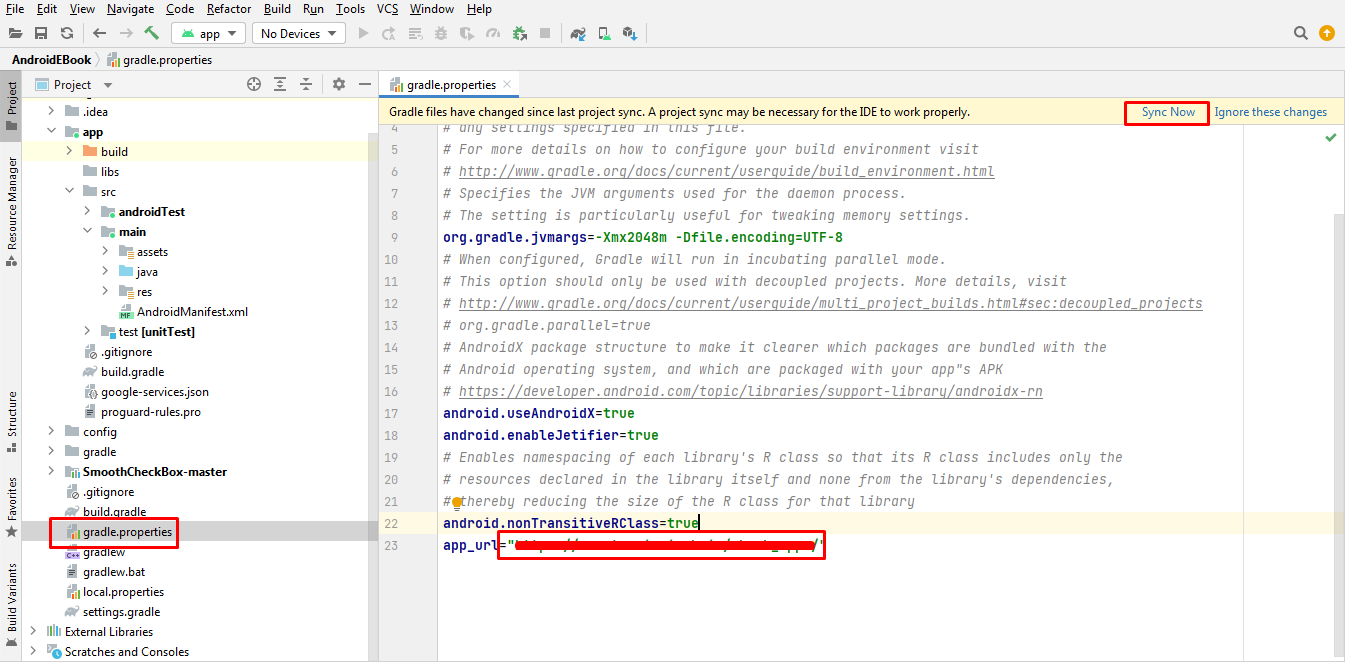 File Edit View Navigate Code Refactor Build Run Tools VCS Window Help
app No Devices
AndroidEBook gradle.properties
Project
Resource Manager
Structure
Favorites
Build Variants
Project
.idea
app
build
libs
src
androidTest
main
assets
java
res
AndroidManifest.xml
test [unitTest]
.gitignore
build.gradle
google-services.json
proguard-rules.pro
config
gradle
SmoothCheckBox-master
.gitignore
build.gradle
gradle.properties
gradlew
gradlew.bat
local.properties
settings.gradle
External Libraries
Scratches and Consoles
gradle.properties
Gradle files have changed since last project sync. A project sync may be necessary for the IDE to work properly. Sync Now Ignore these changes
4 # any settings specified in this file.
5 # For more details on how to configure your build environment visit
6 # http://www.gradle.org/docs/current/userguide/build_environment.html
7 # Specifies the JVM arguments used for the daemon process.
8 # The setting is particularly useful for tweaking memory settings.
9 org.gradle.jvmargs=-Xmx2048m -Dfile.encoding=UTF-8
10 # When configured, Gradle will run in incubating parallel mode.
11 # This option should only be used with decoupled projects. More details, visit
12 # http://www.gradle.org/docs/current/userguide/multi_project_builds.html#sec:decoupled_projects
13 # org.gradle.parallel=true
14 # AndroidX package structure to make it clearer which packages are bundled with the
15 # Android operating system, and which are packaged with your app"s APK
16 # https://developer.android.com/topic/libraries/support-library/androidx-rn
17 android.useAndroidX=true
18 android.enableJetifier=true
19 # Enables namespacing of each library's R class so that its R class includes only the
20 # resources declared in the library itself and none from the library's dependencies,
21 # thereby reducing the size of the R class for that library
22 android.nonTransitiveRClass=true
23 app_url="